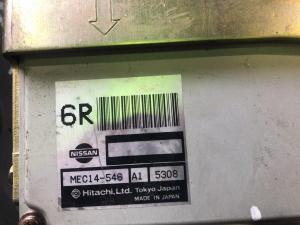 6R
NISSAN
MEC14-546 A1 5308
Hitachi, Ltd. Tokyo Japan
MADE IN JAPAN